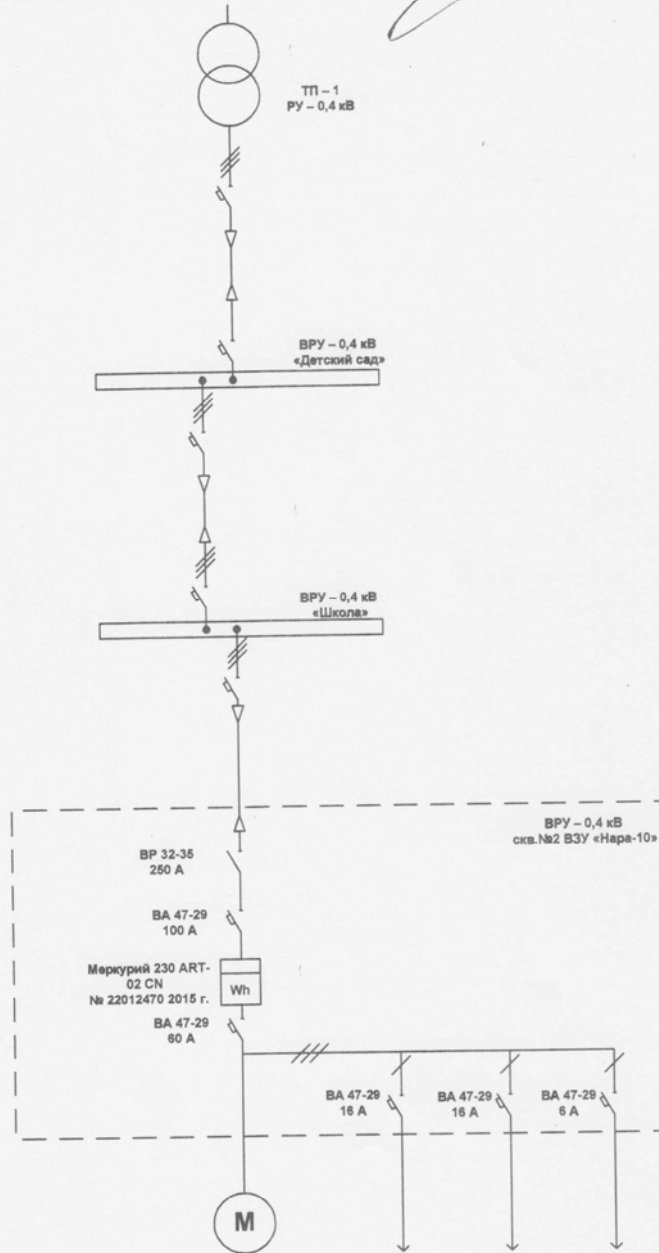 ТП – 1
РУ – 0,4 кВ
ВРУ – 0,4 кВ
«Детский сад»
ВРУ – 0,4 кВ
«Школа»
ВРУ – 0,4 кВ
скв.№2 ВЗУ «Нара-10»
ВР 32-35
250 А
ВА 47-29
100 А
Меркурий 230 ART-
02 CN
№ 22012470 2015 г.
Wh
ВА 47-29
60 А
ВА 47-29
16 А
ВА 47-29
16 А
ВА 47-29
6 А
М